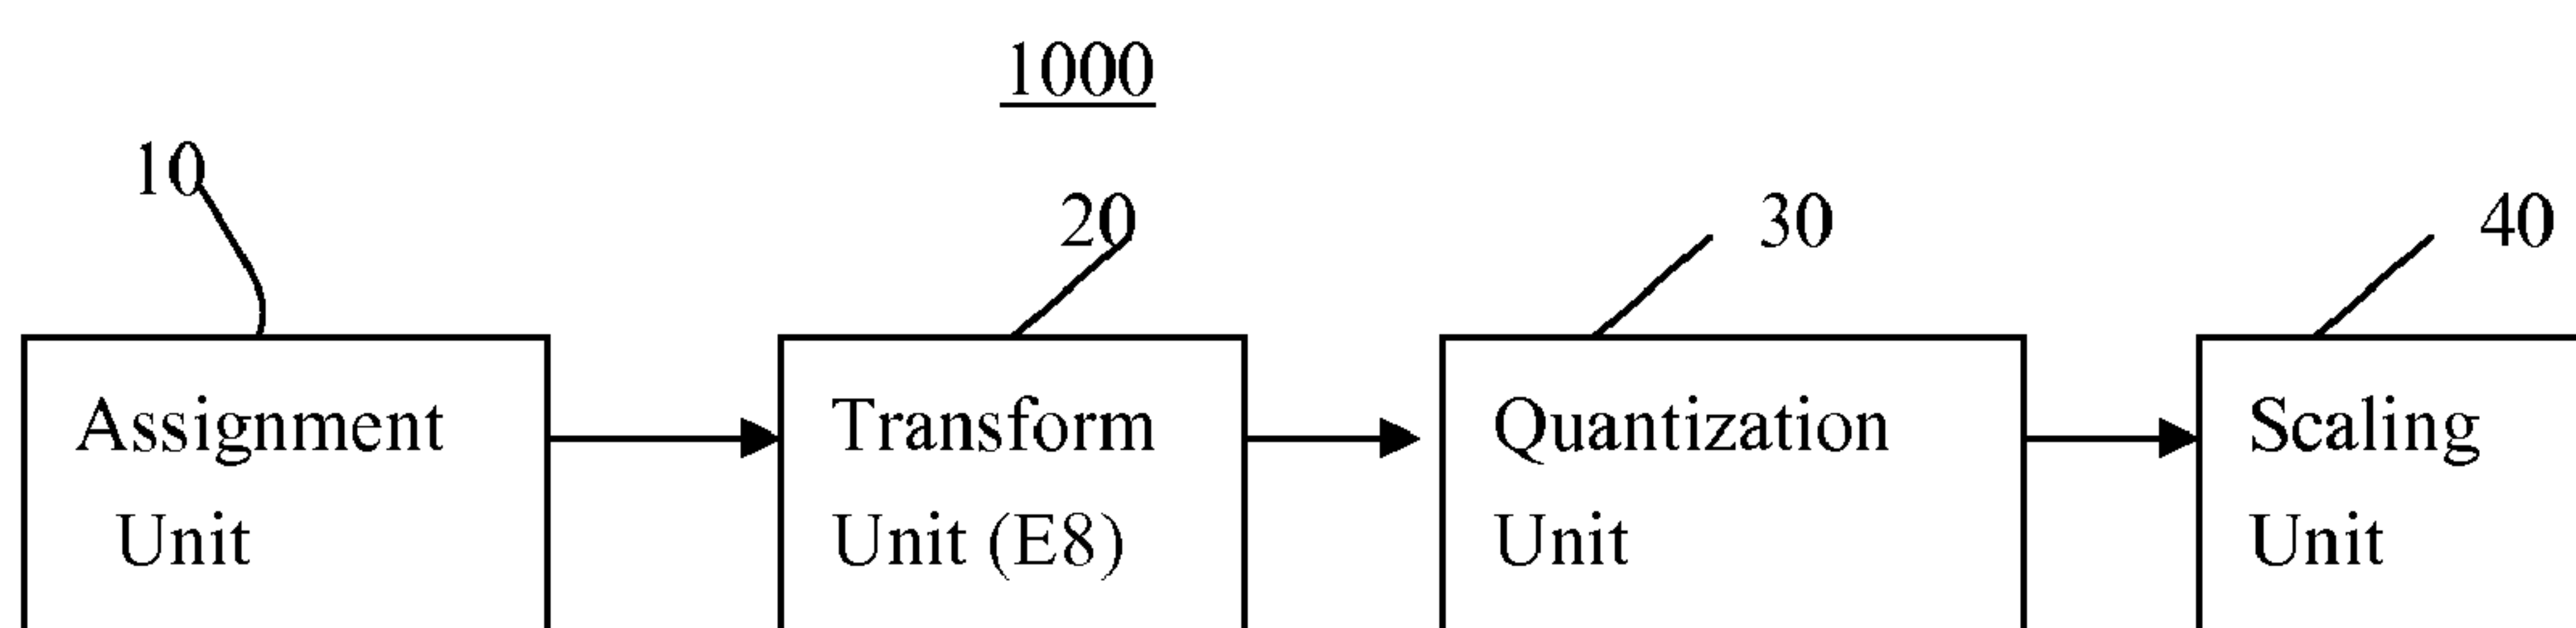 1000
10
20
30
40
Assignment
Unit
Transform
Unit (E8)
Quantization
Unit
Scaling
Unit